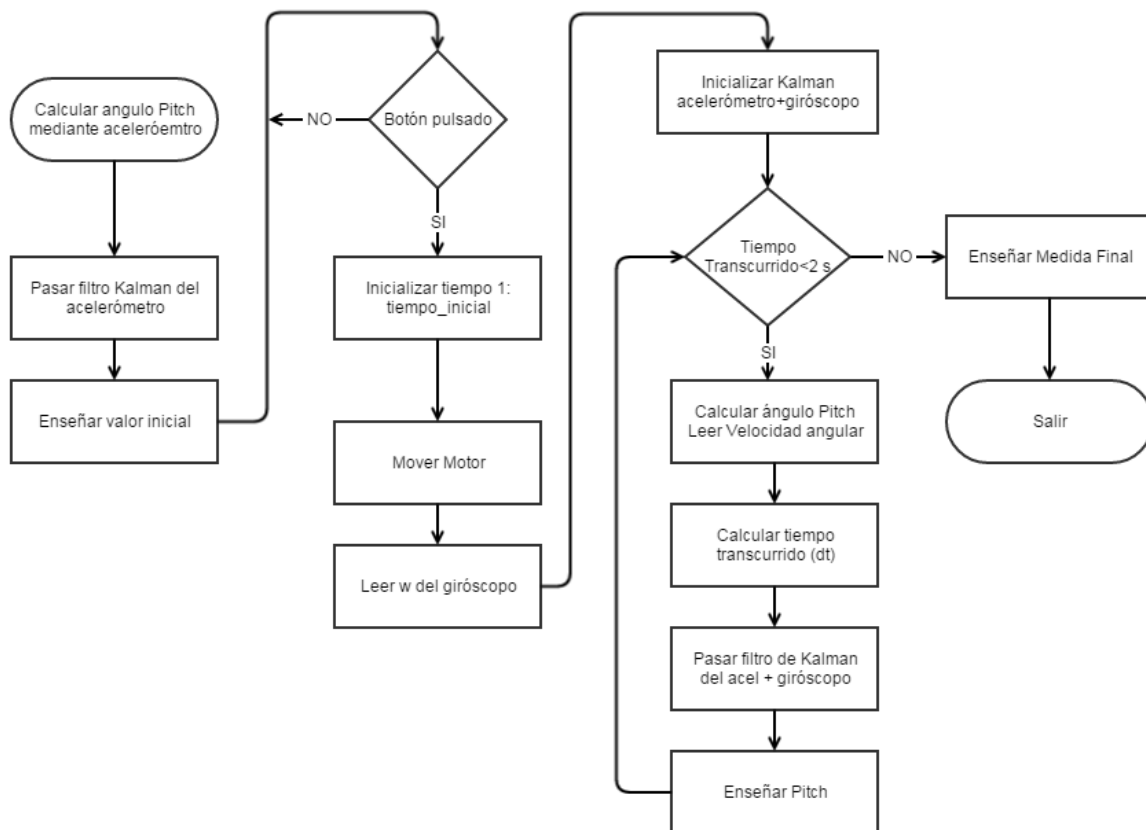 Calcular angulo Pitch
mediante aceleróemtro
Pasar filtro Kalman del
acelerómetro
Enseñar valor inicial
Botón pulsado
NO
SI
Inicializar tiempo 1:
tiempo_inicial
Mover Motor
Leer w del giróscopo
Inicializar Kalman
acelerómetro+giróscopo
Tiempo
Transcurrido<2 s
NO
SI
Calcular ángulo Pitch
Leer Velocidad angular
Calcular tiempo
transcurrido (dt)
Pasar filtro de Kalman
del acel + giróscopo
Enseñar Pitch
Enseñar Medida Final
Salir